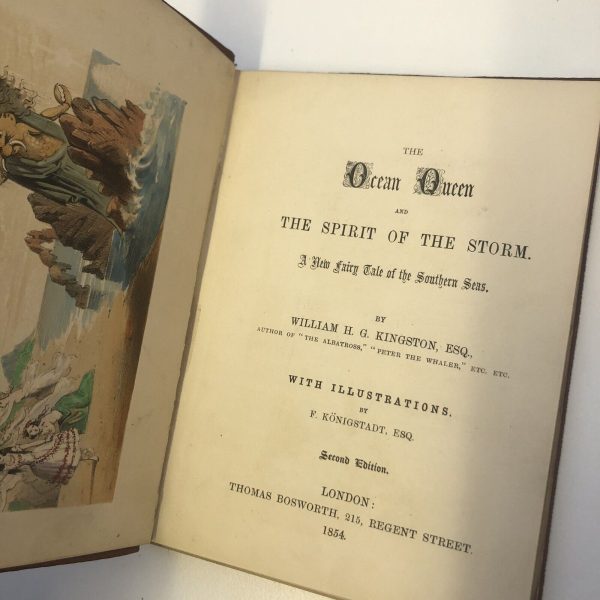 THE
Ocean Queen
AND
THE SPIRIT OF THE STORM.
A New Fairy Tale of the Southern Seas.
BY
WILLIAM H. G. KINGSTON, ESQ.,
AUTHOR OF "THE ALBATROSS," "PETER THE WHALER," ETC. ETC.
WITH ILLUSTRATIONS,
BY
F. KÖNIGSTADT, ESQ.
Second Edition.
LONDON:
THOMAS BOSWORTH, 215, REGENT STREET.
1854.